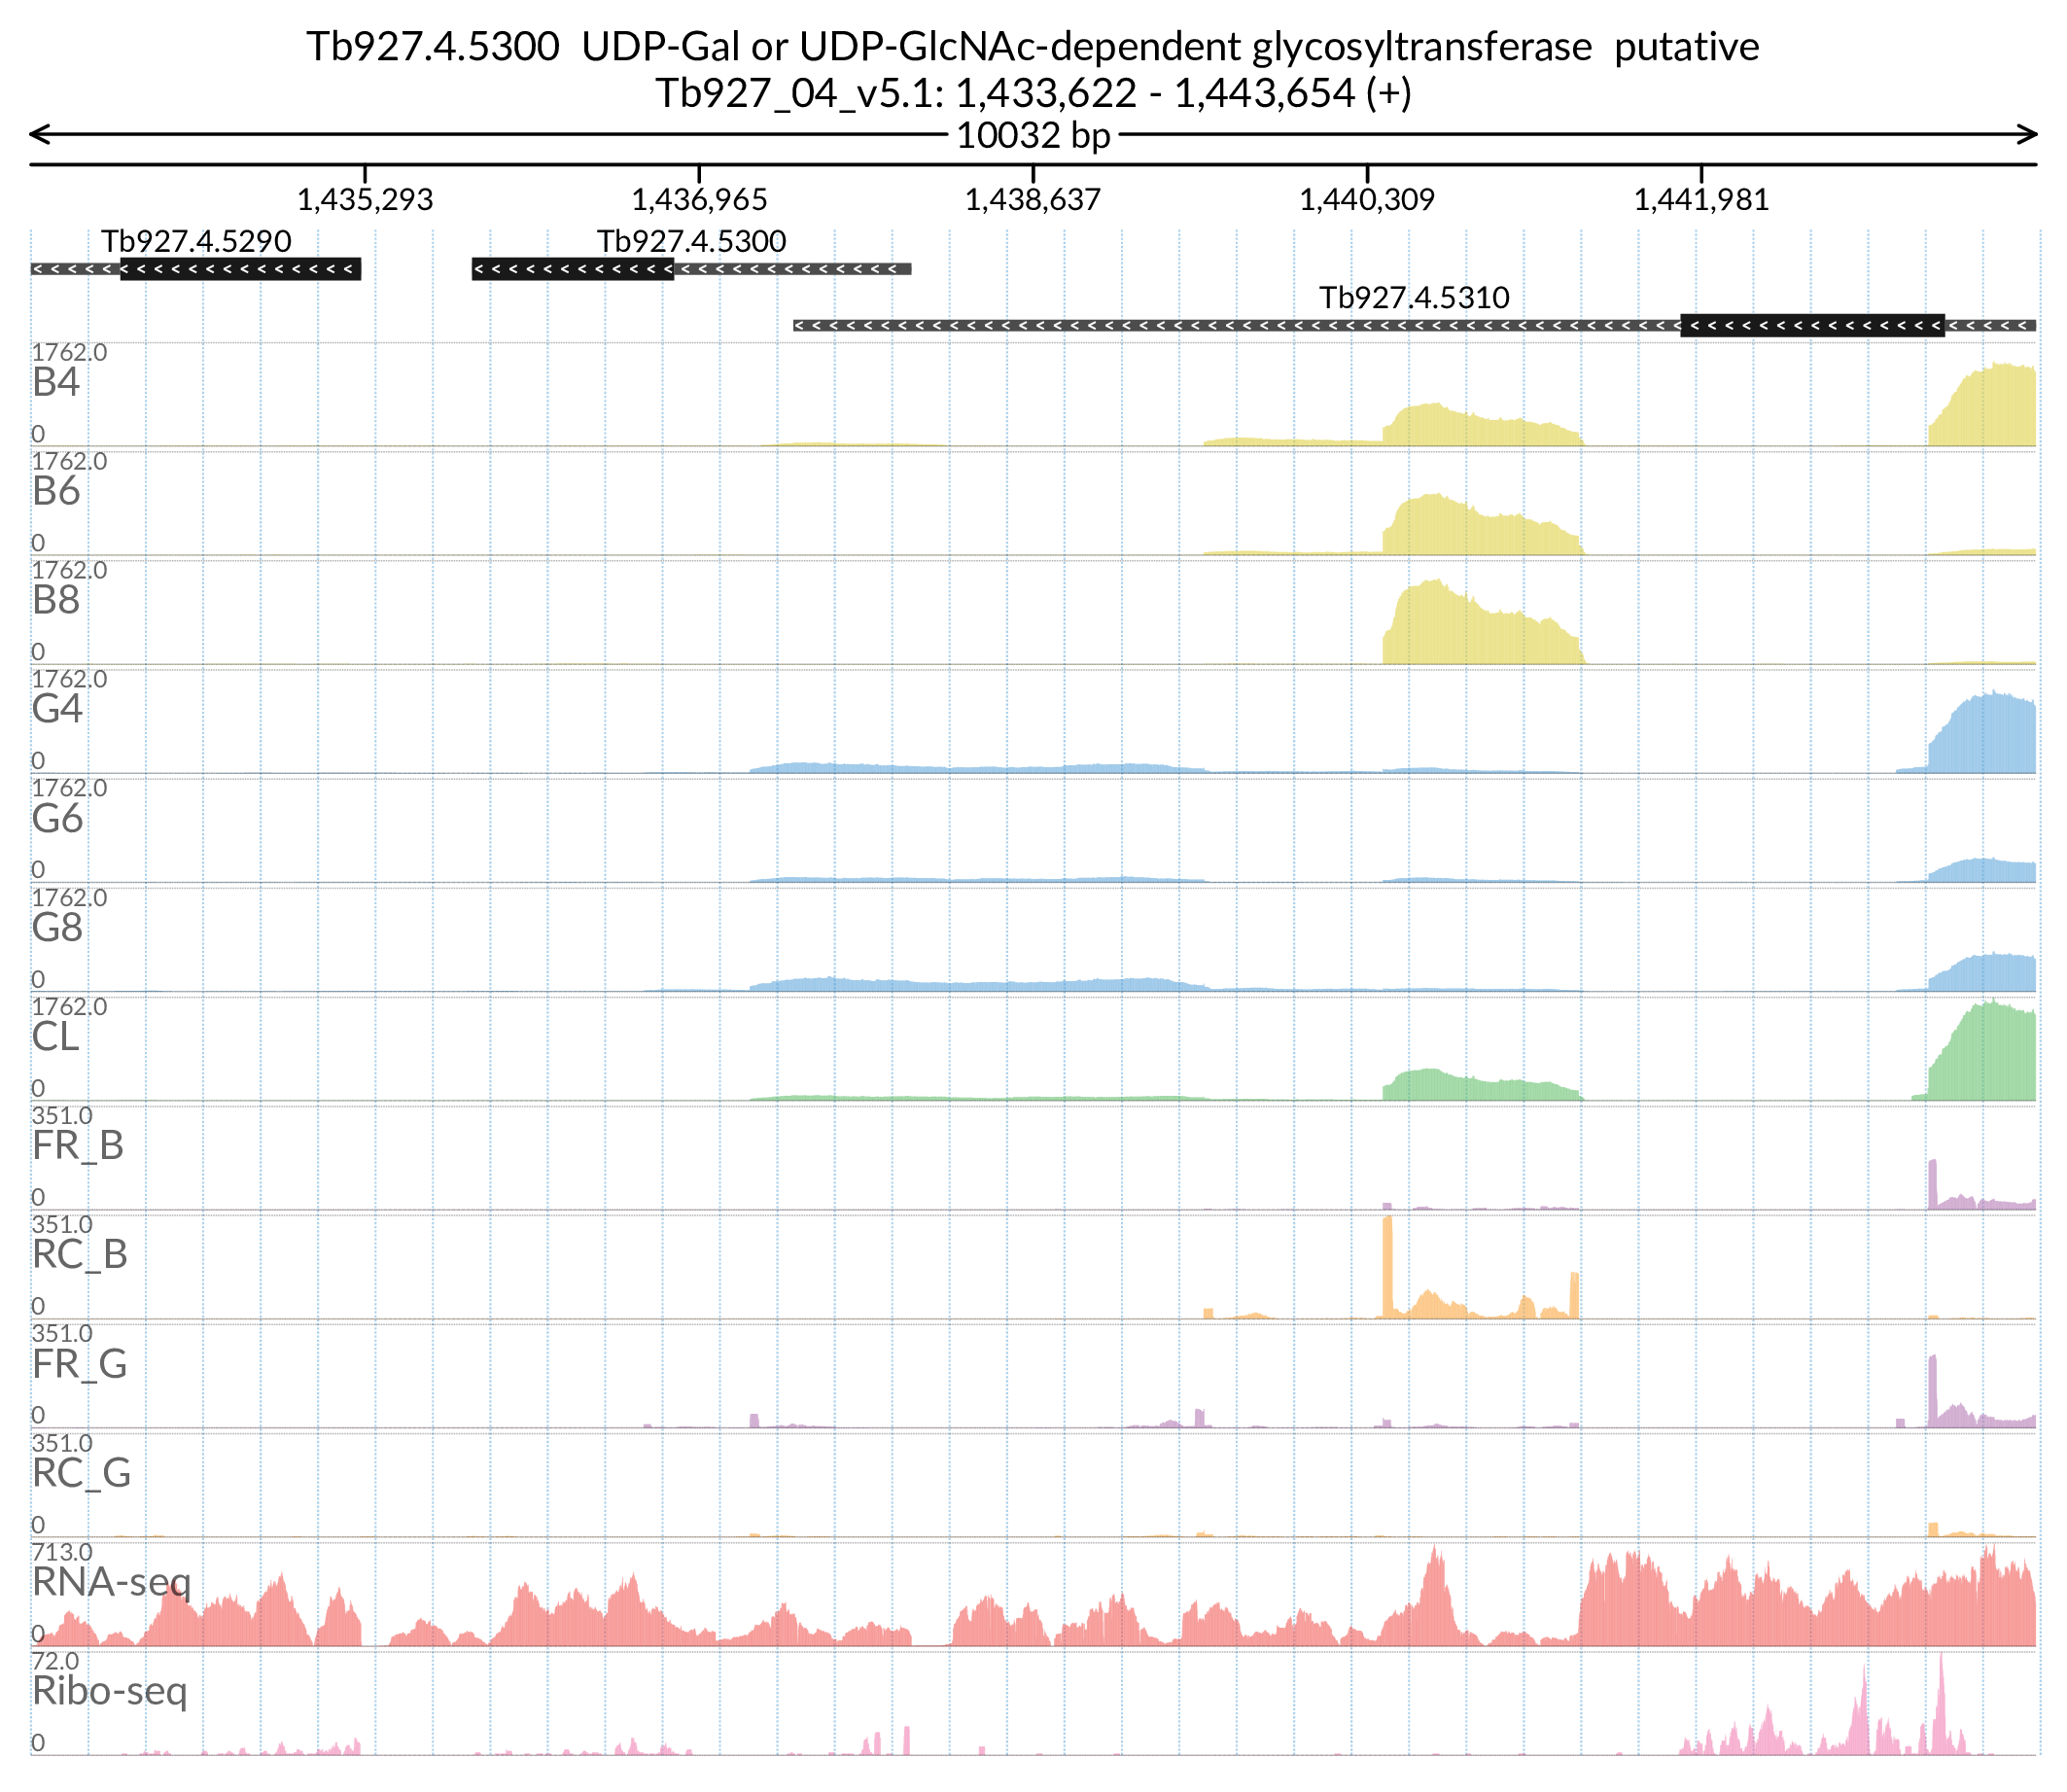 Tb927.4.5300  UDP-Gal or UDP-GlcNAc-dependent glycosyltransferase  putative
Tb927_04_v5.1: 1,433,622 - 1,443,654 (+)
10032 bp
1,435,293 1,436,965 1,438,637 1,440,309 1,441,981
Tb927.4.5290 Tb927.4.5300
Tb927.4.5310
1762.0
B4
0
1762.0
B6
0
1762.0
B8
0
1762.0
G4
0
1762.0
G6
0
1762.0
G8
0
1762.0
CL
0
351.0
FR_B
0
351.0
RC_B
0
351.0
FR_G
0
351.0
RC_G
0
713.0
RNA-seq
0
72.0
Ribo-seq
0